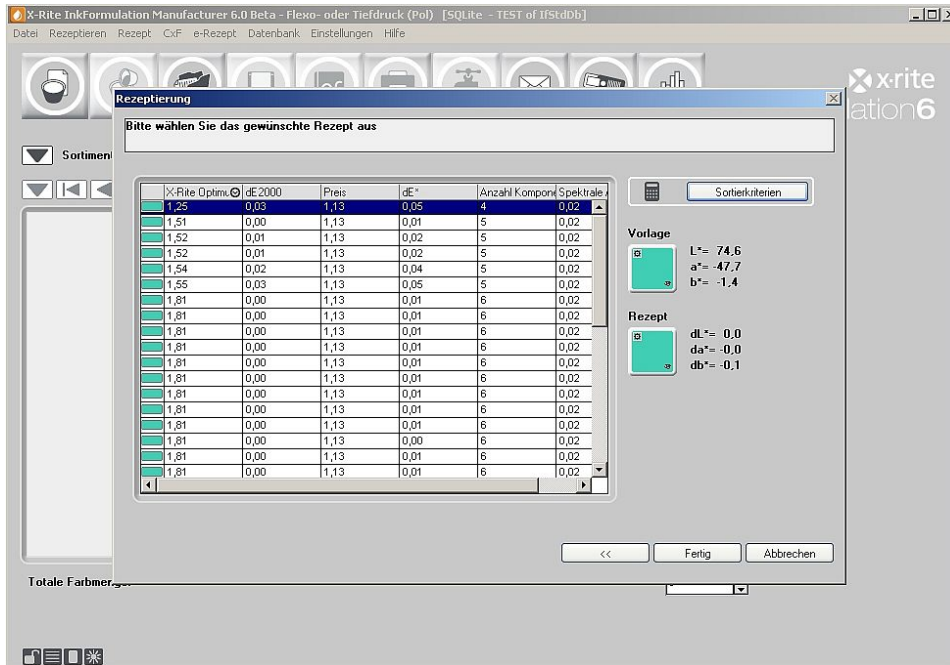 X-Rite InkFormulation Manufacturer 6.0 Beta - Flexo- oder Tiefdruck (Pol) [SQLite - TEST of IfStdDb]
Datei Rezeptieren Rezept CxF e-Rezept Datenbank Einstellungen Hilfe
x-rite
ation6
Rezeptierung
Bitte wählen Sie das gewünschte Rezept aus
Sortiment
X-Rite Optimu dE2000 Preis dE* Anzahl Kompone Spektrale
1,25 0,03 1,13 0,05 4 0,02
1,51 0,00 1,13 0,01 5 0,02
1,52 0,01 1,13 0,02 5 0,02
1,52 0,01 1,13 0,02 5 0,02
1,54 0,02 1,13 0,04 5 0,02
1,55 0,03 1,13 0,05 5 0,02
1,81 0,00 1,13 0,01 6 0,02
1,81 0,00 1,13 0,01 6 0,02
1,81 0,00 1,13 0,01 6 0,02
1,81 0,00 1,13 0,01 6 0,02
1,81 0,00 1,13 0,01 6 0,02
1,81 0,00 1,13 0,01 6 0,02
1,81 0,00 1,13 0,01 6 0,02
1,81 0,00 1,13 0,01 6 0,02
1,81 0,00 1,13 0,01 6 0,02
1,81 0,00 1,13 0,00 6 0,02
1,81 0,00 1,13 0,01 6 0,02
1,81 0,00 1,13 0,01 6 0,02
Sortierkriterien
Vorlage
L*= 74,6
a*= -47,7
b*= -1,4
Rezept
dL*= 0,0
da*= -0,0
db*= -0,1
<< Fertig Abbrechen
Totale Farbmenge